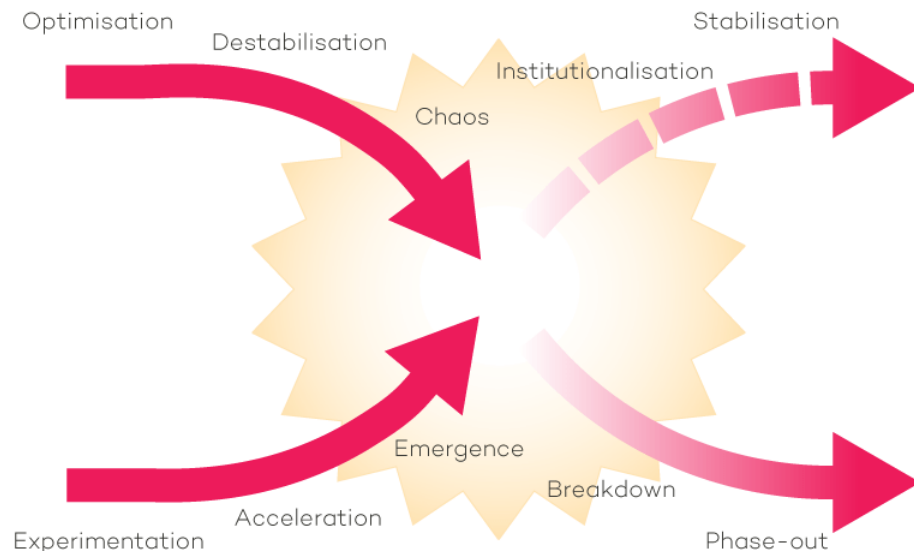 Optimisation
Destabilisation
Chaos
Institutionalisation
Stabilisation
Experimentation
Acceleration
Emergence
Breakdown
Phase-out